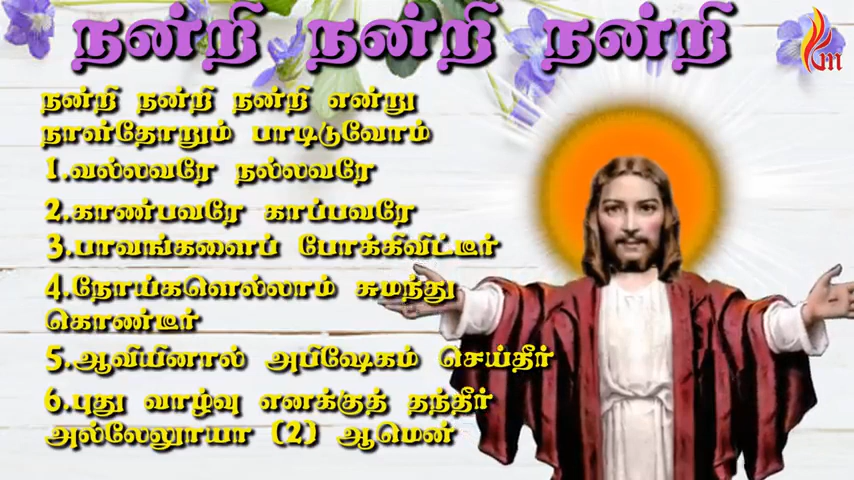 நன்றி நன்றி நன்றி
நன்றி நன்றி நன்றி என்று
நாள்தோறும் பாடிடுவோம்
1.வல்லவரே நல்லவரே
2.காண்பவரே காப்பவரே
3.பாவங்களைப் போக்கிவிட்டீர்
4.நோய்களெல்லாம் சுமந்து
கொண்டீர்
5.ஆவியினால் அபிஷேகம் செய்தீர்
6.புது வாழ்வு எனக்குத் தந்தீர்
அல்லேலூயா (2) ஆமென்